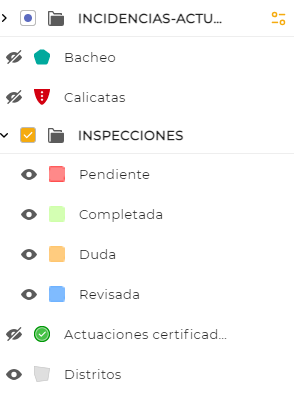 INCIDENCIAS-ACTU...
Bacheo
Calicatas
INSPECCIONES
Pendiente
Completada
Duda
Revisada
Actuaciones certificad...
Distritos